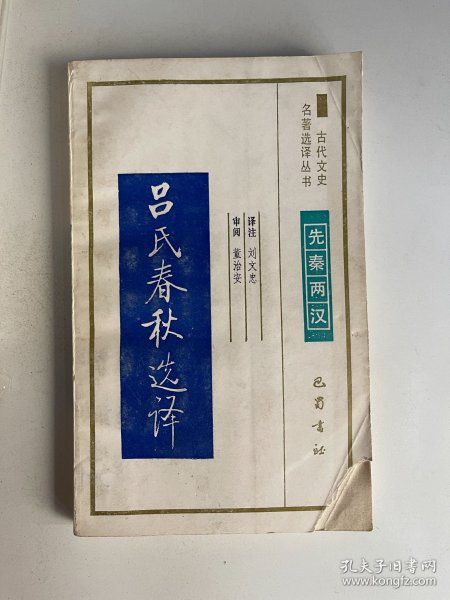 古代文史
名著选译丛书
先秦两汉
巴蜀书社
译注 刘文忠
审阅 董治安
吕氏春秋选译
孔夫子旧书网
www.kongfz.com